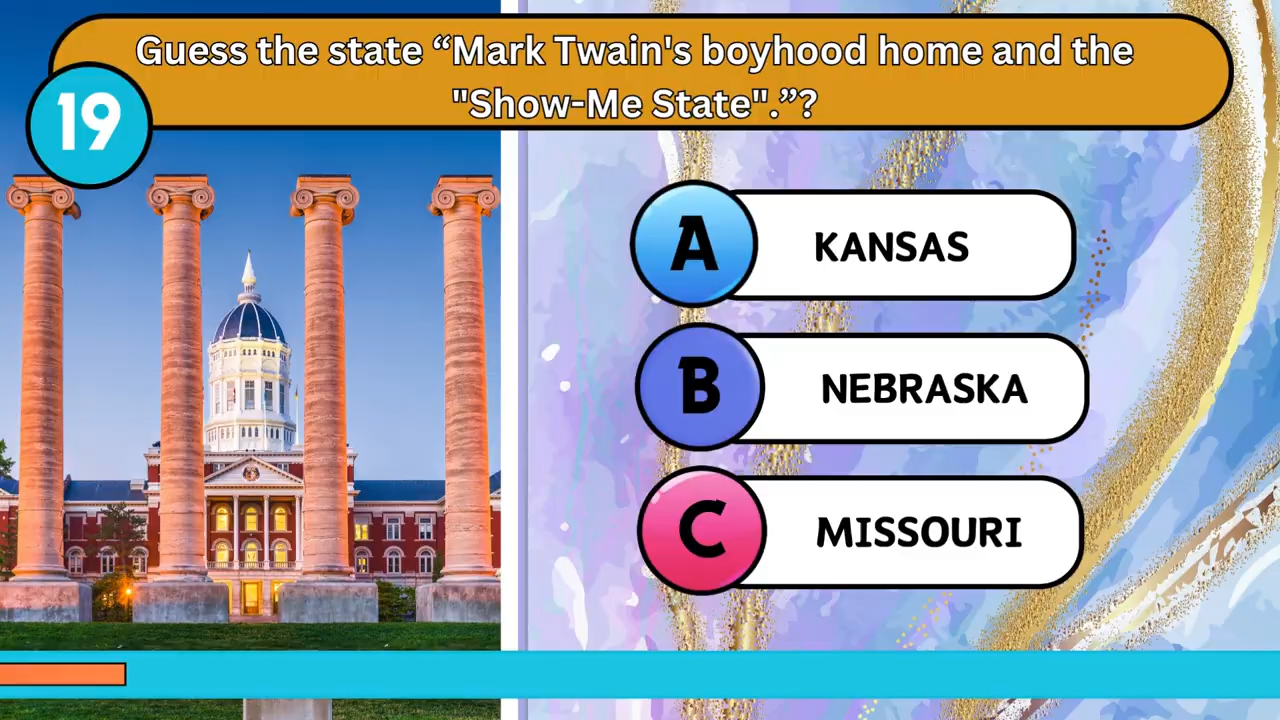 Guess the state “Mark Twain's boyhood home and the
"Show-Me State".”?
19
A KANSAS
B NEBRASKA
C MISSOURI